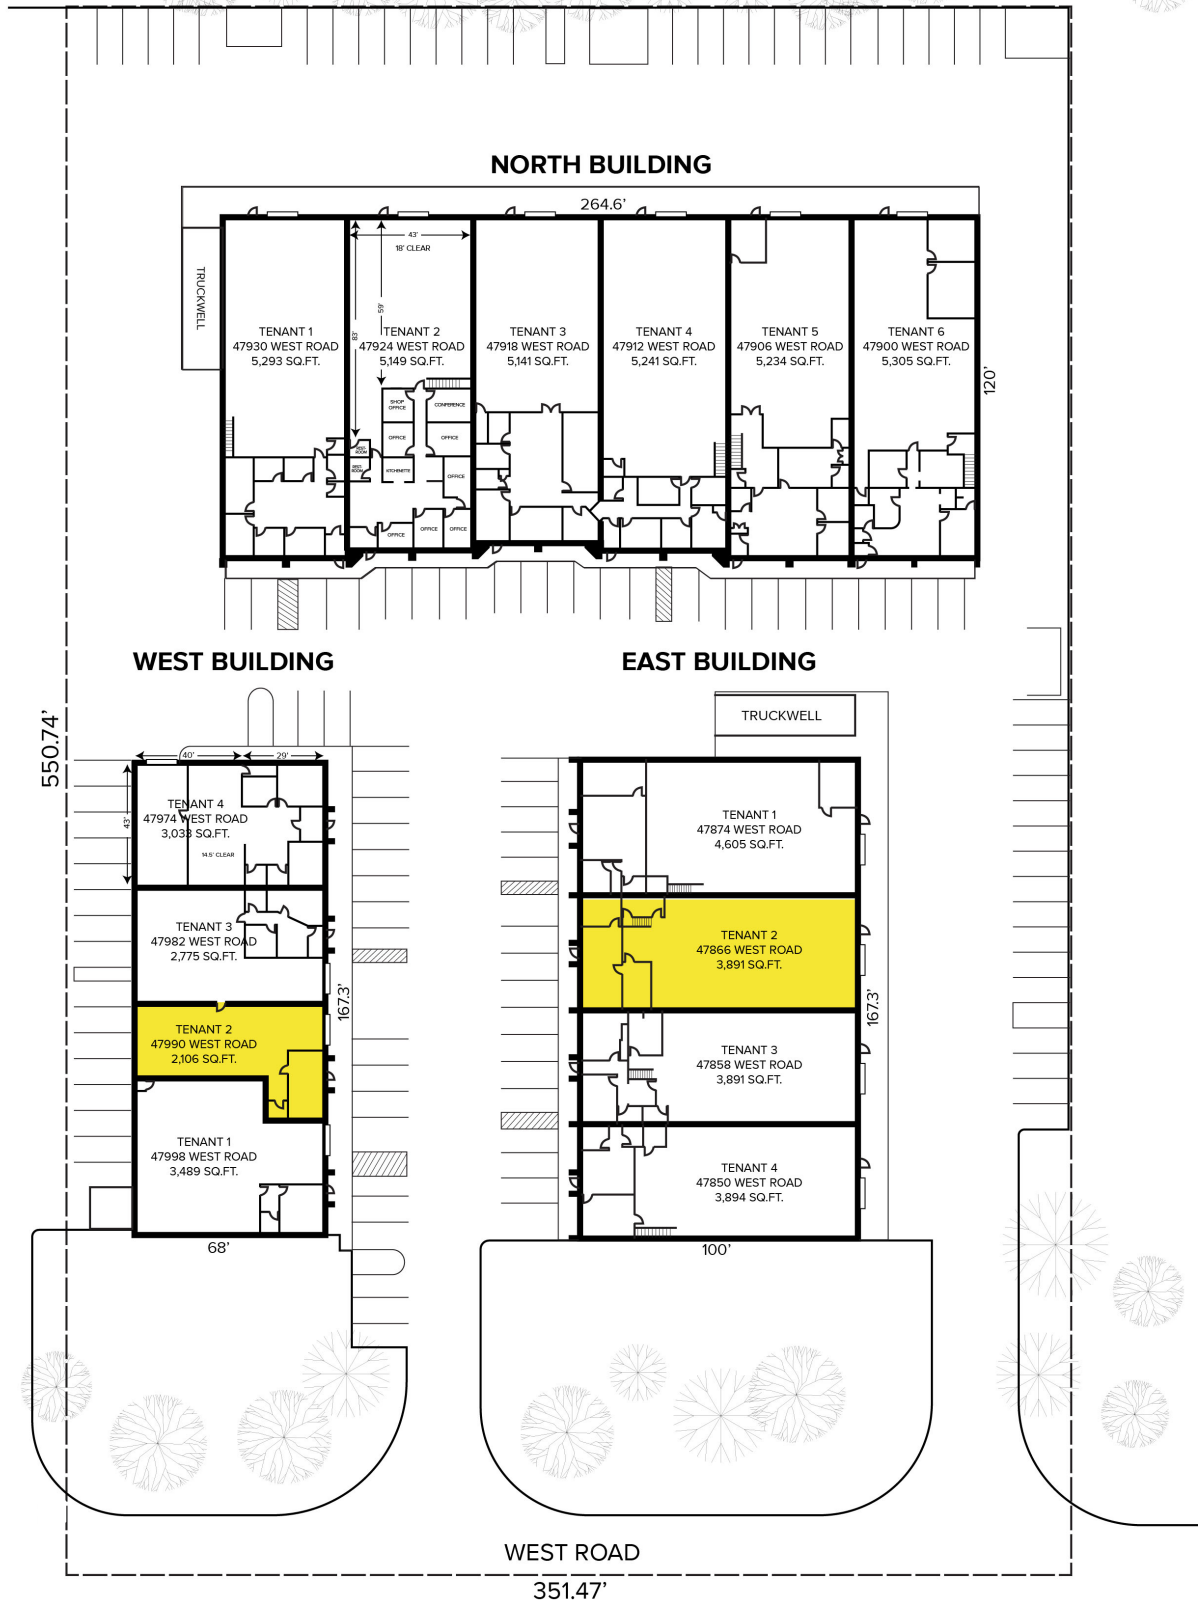 NORTH BUILDING
264.6’
43’
18’ CLEAR
59’
83’
TRUCKWELL
TENANT 1
47930 WEST ROAD
5,293 SQ.FT.
TENANT 2
47924 WEST ROAD
5,149 SQ.FT.
TENANT 3
47918 WEST ROAD
5,141 SQ.FT.
TENANT 4
47912 WEST ROAD
5,241 SQ.FT.
TENANT 5
47906 WEST ROAD
5,234 SQ.FT.
TENANT 6
47900 WEST ROAD
5,305 SQ.FT.
120’
SHOP
OFFICE
CONFERENCE
OFFICE
OFFICE
REST-
ROOM
REST-
ROOM
KITCHENETTE
OFFICE
OFFICE
OFFICE
OFFICE
WEST BUILDING
EAST BUILDING
550.74’
40’
29’
43’
TENANT 4
47974 WEST ROAD
3,033 SQ.FT.
14.5’ CLEAR
TENANT 3
47982 WEST ROAD
2,775 SQ.FT.
TENANT 2
47990 WEST ROAD
2,106 SQ.FT.
TENANT 1
47998 WEST ROAD
3,489 SQ.FT.
167.3’
68’
TRUCKWELL
TENANT 1
47874 WEST ROAD
4,605 SQ.FT.
TENANT 2
47866 WEST ROAD
3,891 SQ.FT.
TENANT 3
47858 WEST ROAD
3,891 SQ.FT.
TENANT 4
47850 WEST ROAD
3,894 SQ.FT.
167.3’
100’
WEST ROAD
351.47’